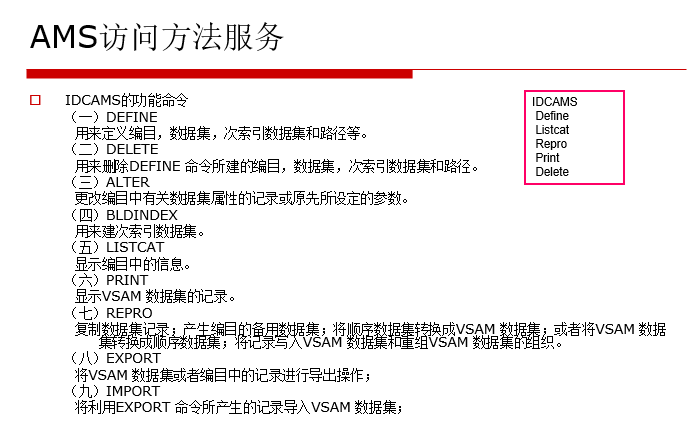 AMS访问方法服务
IDCAMS的功能命令
（一）DEFINE
用来定义编目，数据集，次索引数据集和路径等。
（二）DELETE
用来删除DEFINE 命令所建的编目，数据集，次索引数据集和路径。
（三）ALTER
更改编目中有关数据集属性的记录或原先所设定的参数。
（四）BLDINDEX
用来建次索引数据集。
（五）LISTCAT
显示编目中的信息。
（六）PRINT
显示VSAM 数据集的记录。
（七）REPRO
复制数据集记录；产生编目的备用数据集；将顺序数据集转换成VSAM 数据集；或者将VSAM 数据
集转换成顺序数据集；将记录写入VSAM 数据集和重组VSAM 数据集的组织。
（八）EXPORT
将VSAM 数据集或者编目中的记录进行导出操作；
（九）IMPORT
将利用EXPORT 命令所产生的记录导入VSAM 数据集；
IDCAMS
Define
Listcat
Repro
Print
Delete